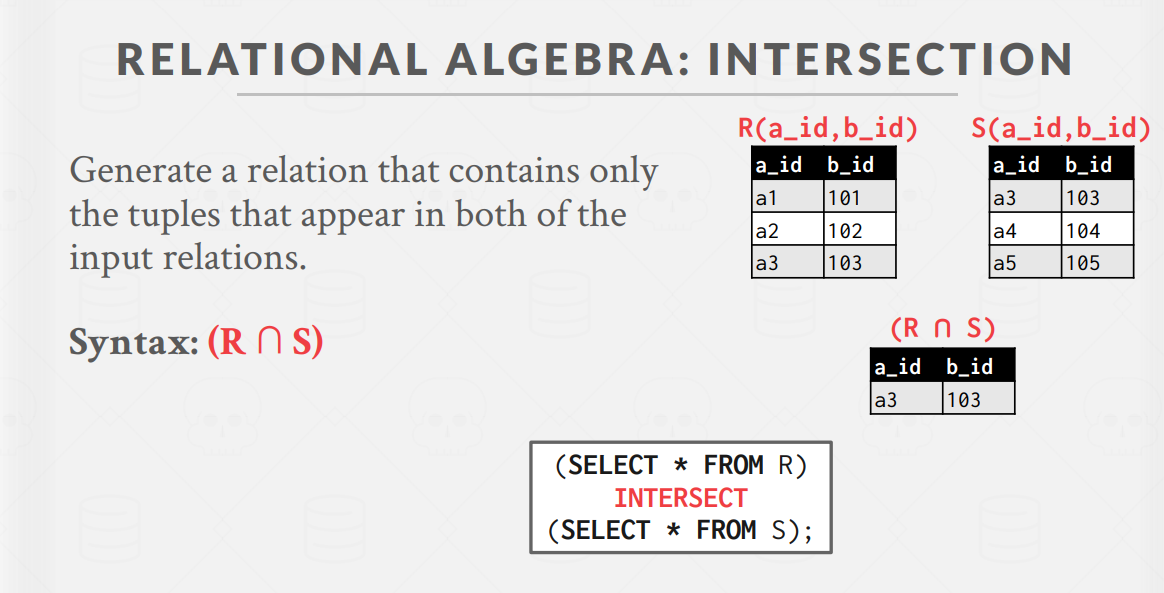 RELATIONAL ALGEBRA: INTERSECTION
Generate a relation that contains only
the tuples that appear in both of the
input relations.
Syntax: (R ∩ S)
R(a_id,b_id)
a_id b_id
a1 101
a2 102
a3 103
S(a_id,b_id)
a_id b_id
a3 103
a4 104
a5 105
(R ∩ S)
a_id b_id
a3 103
(SELECT * FROM R)
INTERSECT
(SELECT * FROM S);